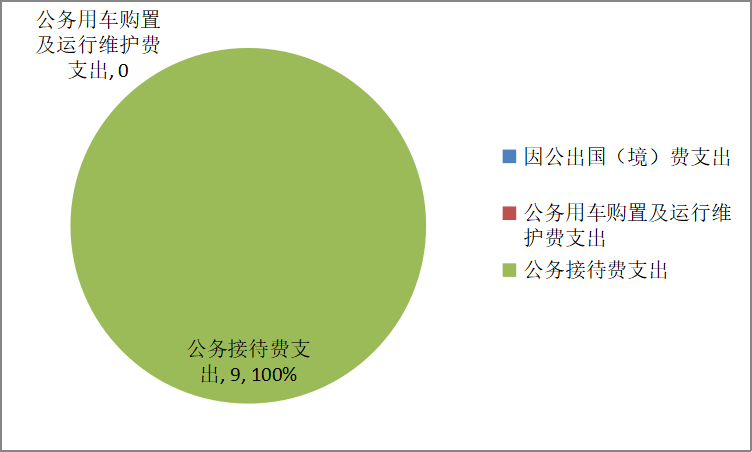 公务用车购置
及运行维护费
支出, 0
因公出国（境）费支出
公务用车购置及运行维
护费支出
公务接待费支出
公务接待费支
出, 9, 100%